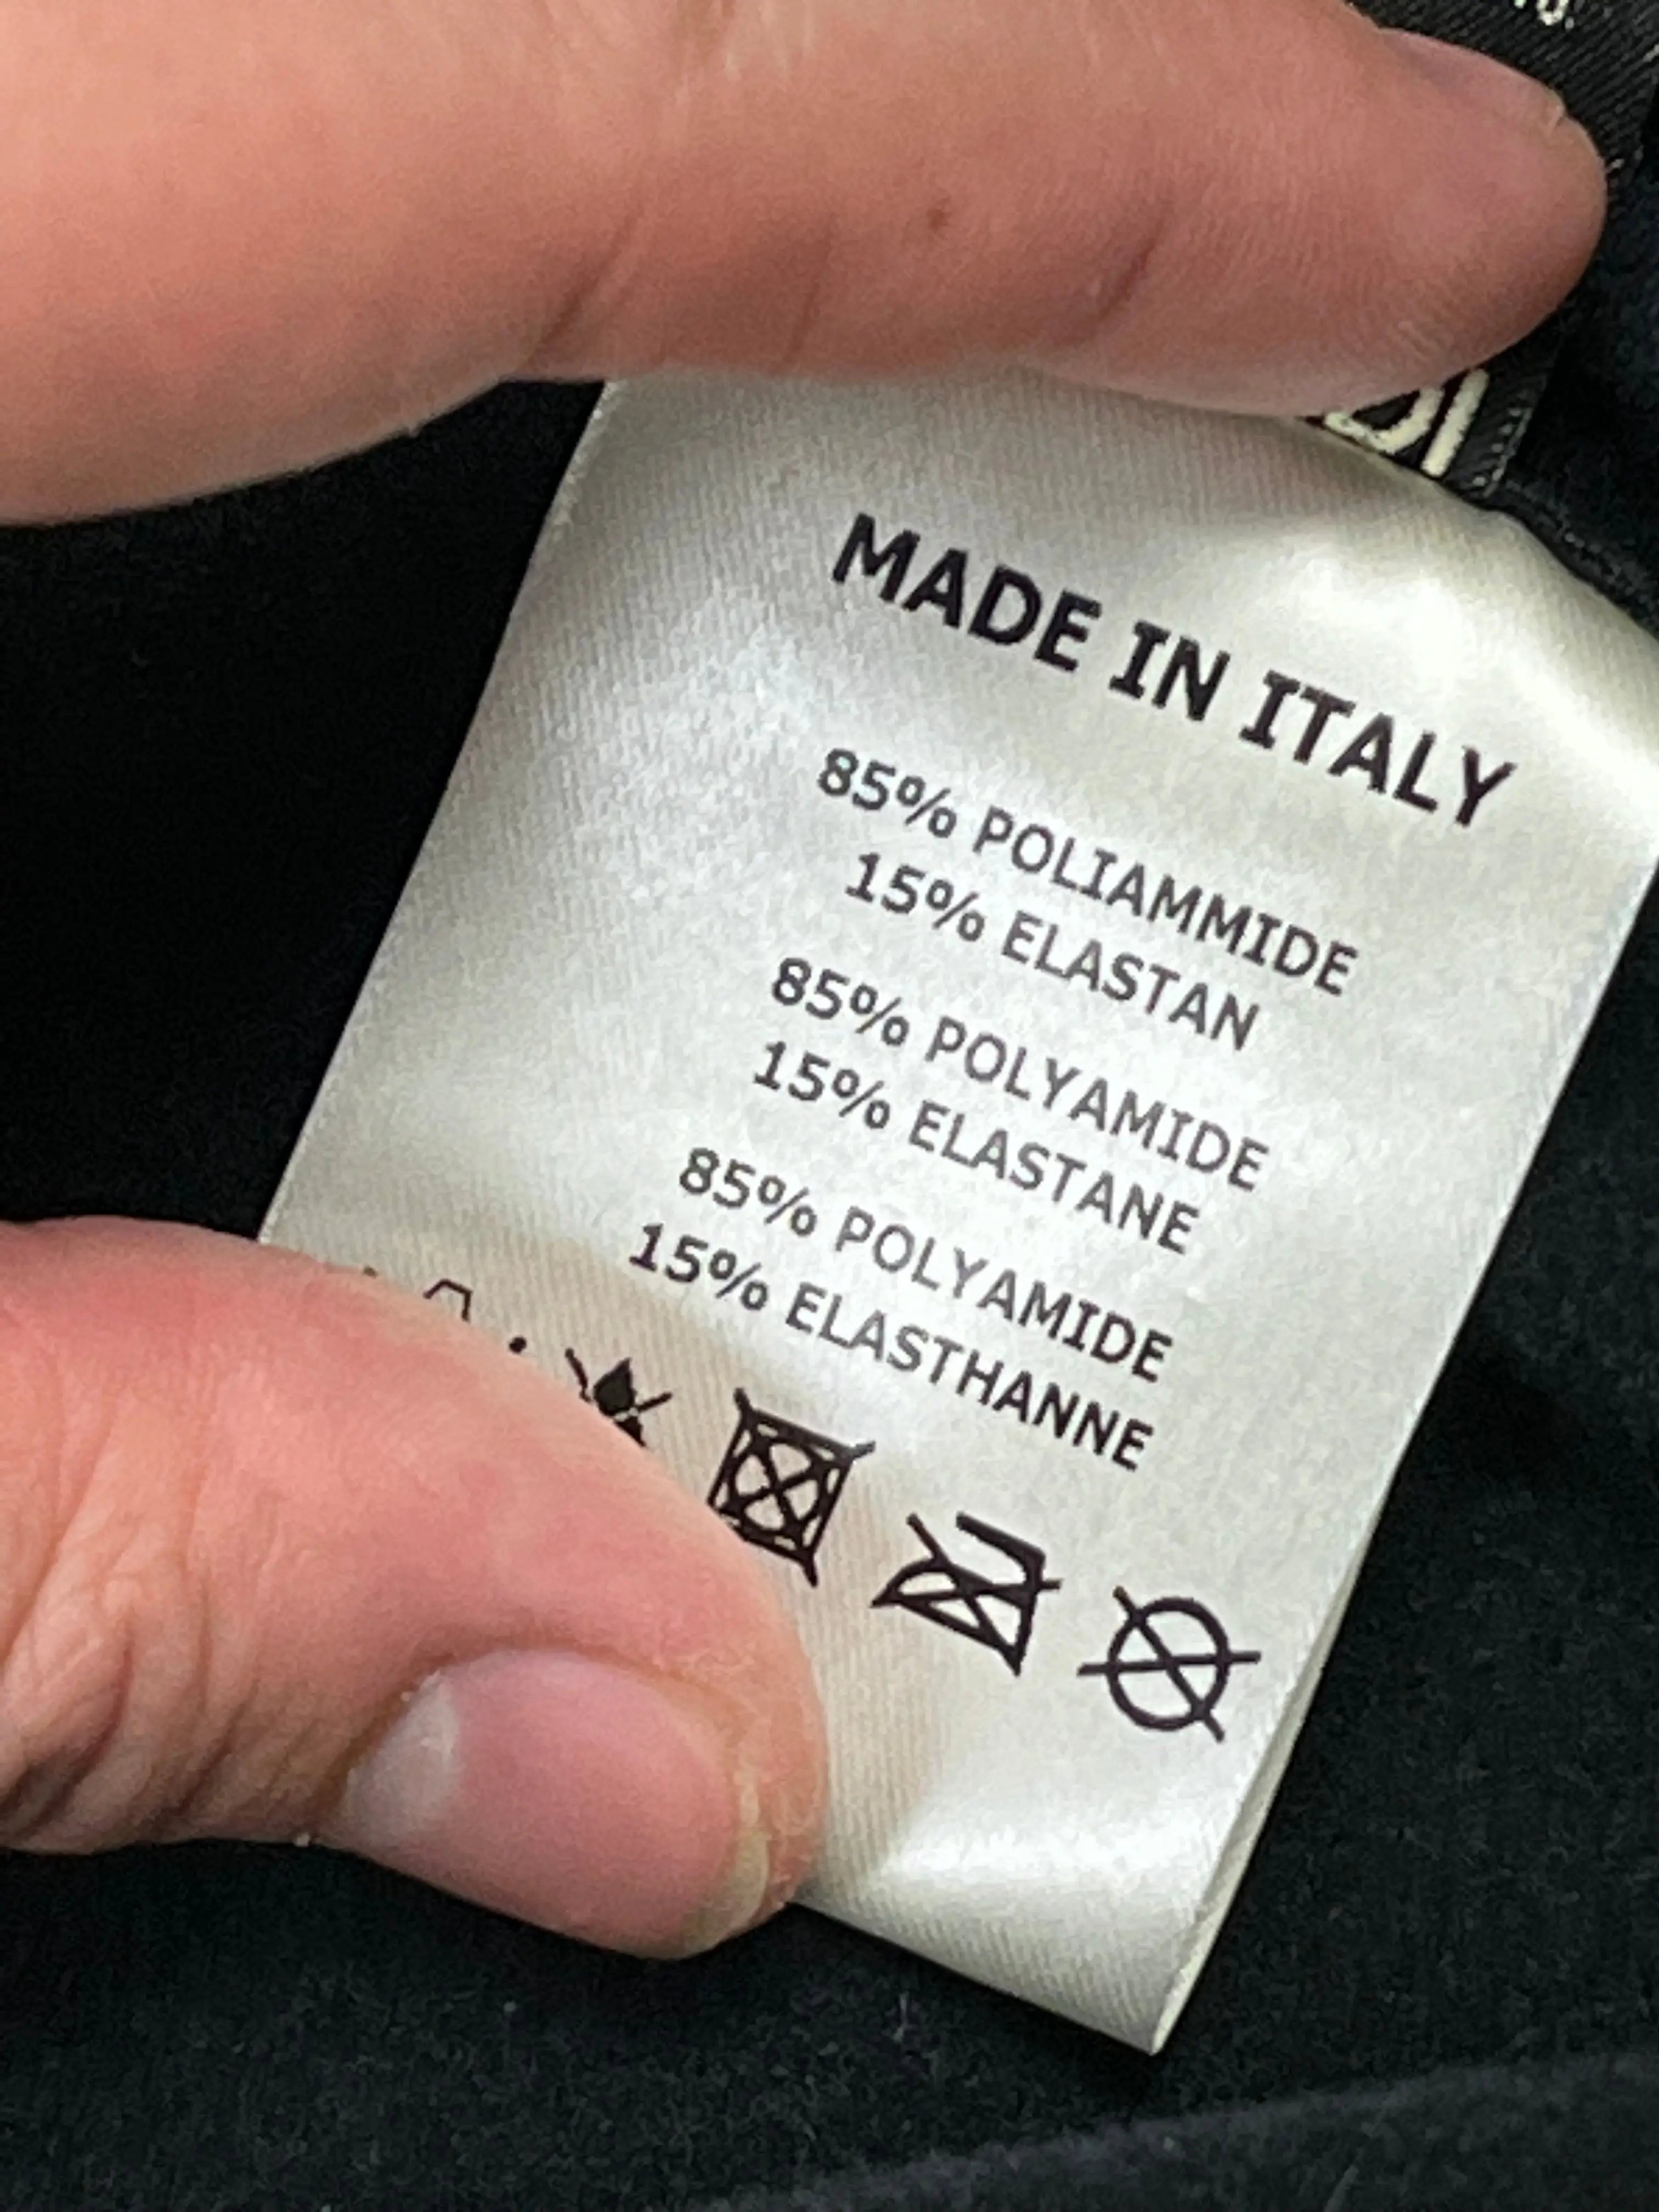 MADE IN ITALY
85% POLIAMMIDE
15% ELASTAN
85% POLYAMIDE
15% ELASTANE
85% POLYAMIDE
15% ELASTHANNE